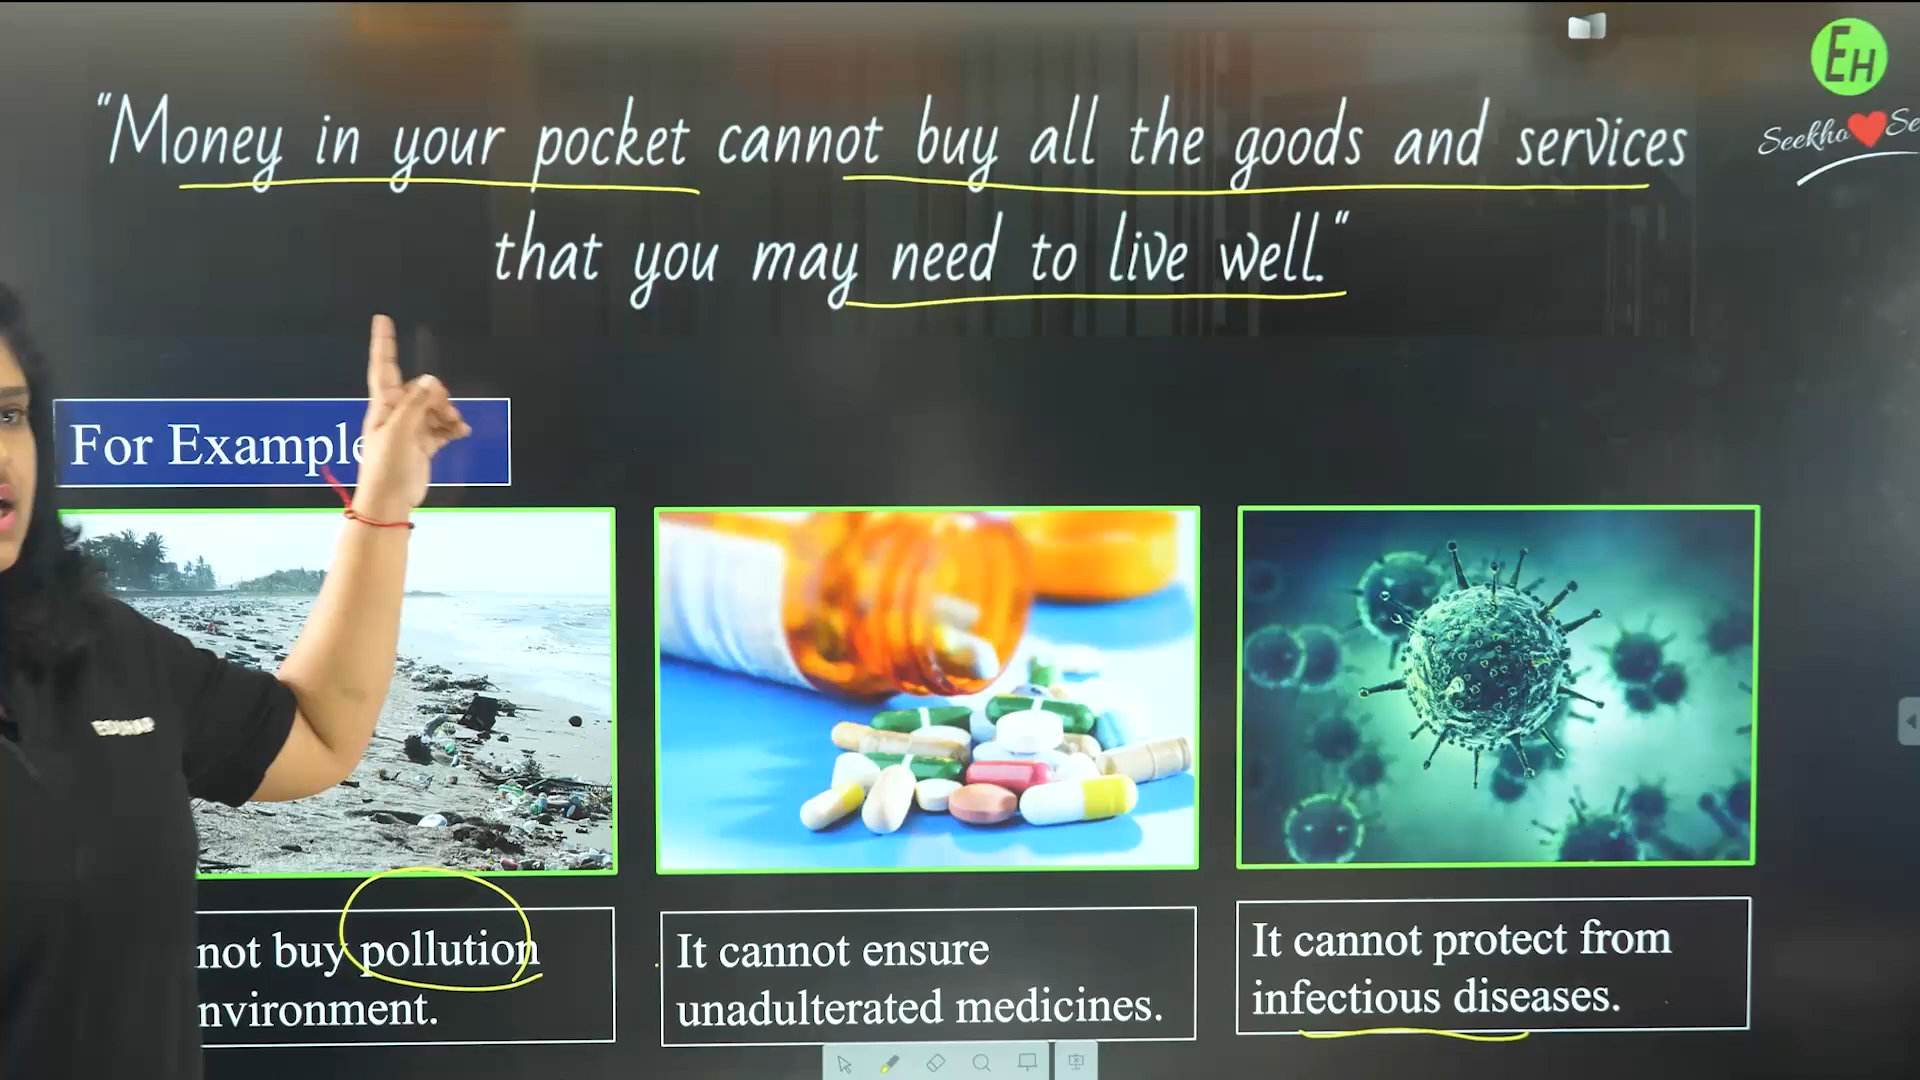 "Money in your pocket cannot buy all the goods and services
that you may need to live well."
EH
Seekho
For Example
not buy pollution
nvironment.
It cannot ensure
unadulterated medicines.
It cannot protect from
infectious diseases.